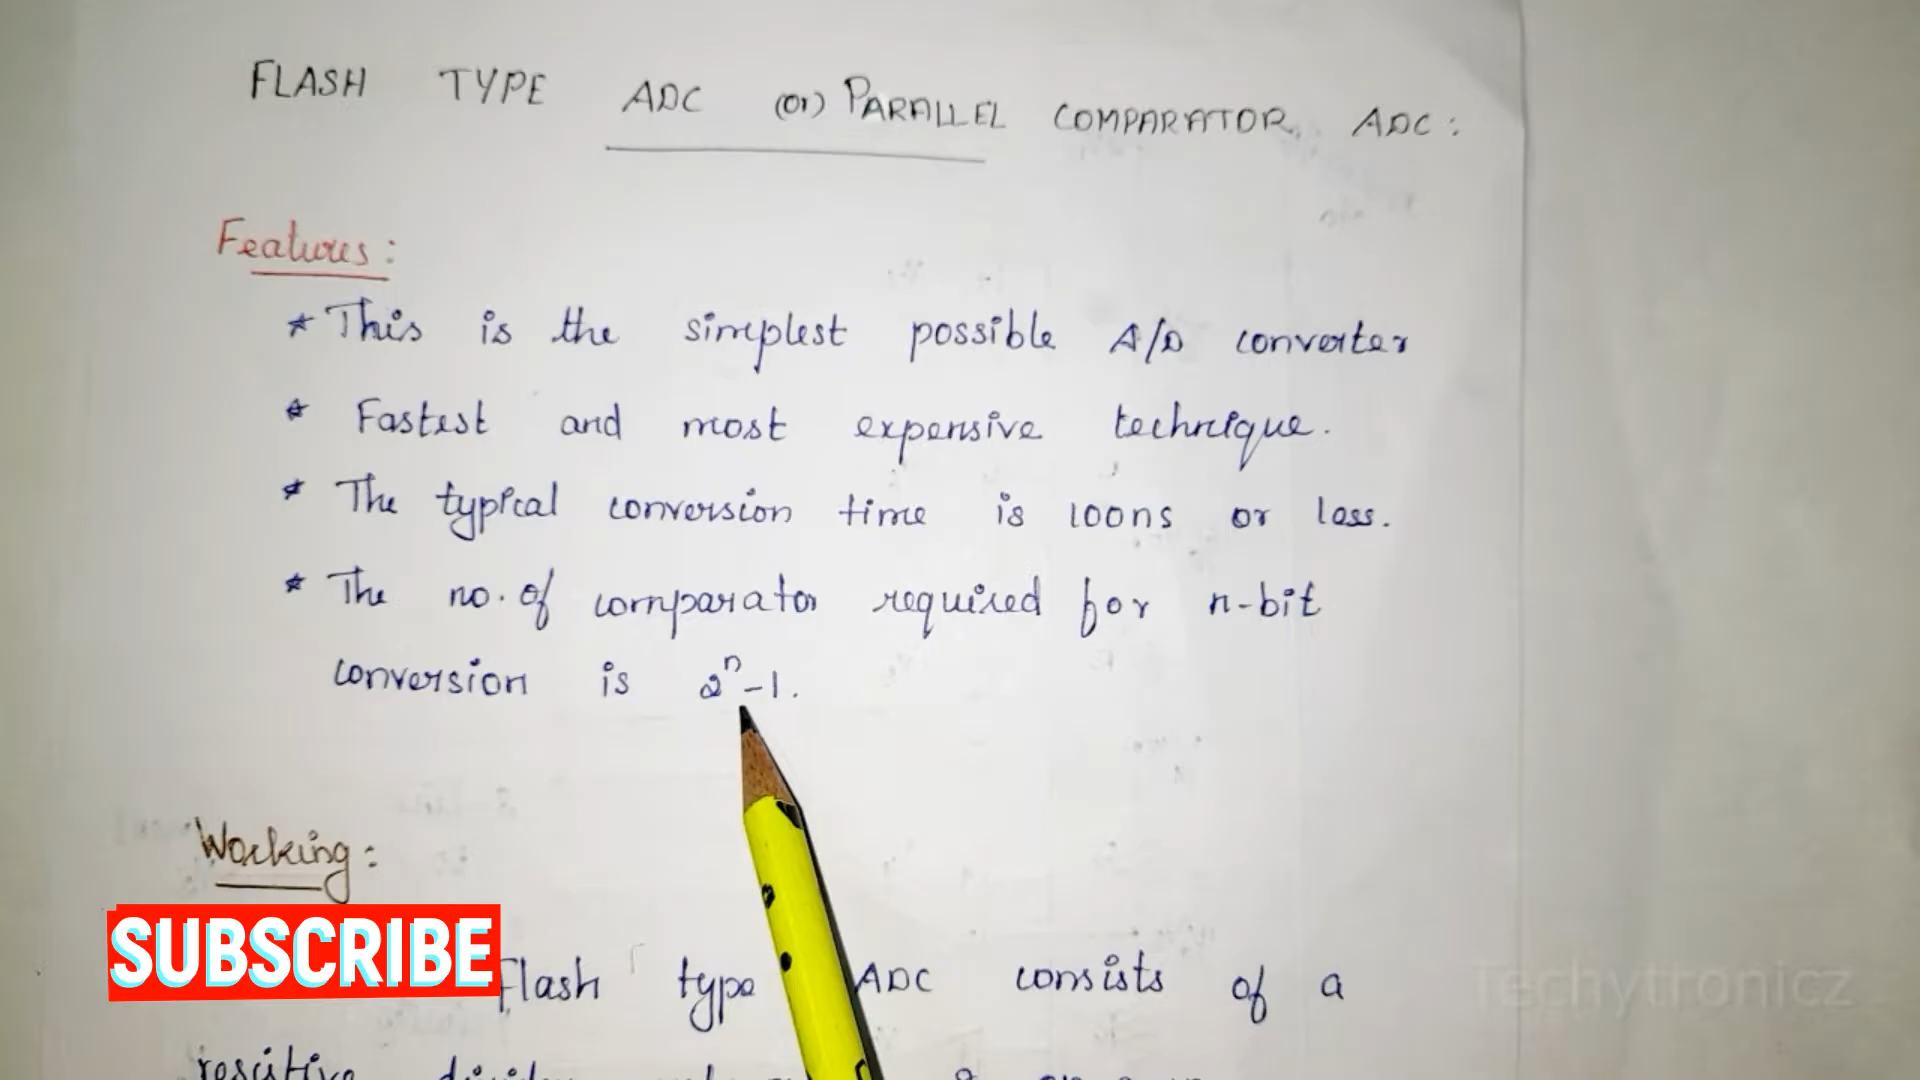 FLASH TYPE ADC (or) PARALLEL COMPARATOR ADC:
Features:
* This is the simplest possible A/D converter
* Fastest and most expensive technique.
* The typical conversion time is 100ns or less.
* The no. of comparator required for n-bit
conversion is 2ⁿ-1.
Working:
SUBSCRIBE
Flash type ADC consists of a
resistive
Techytronicz